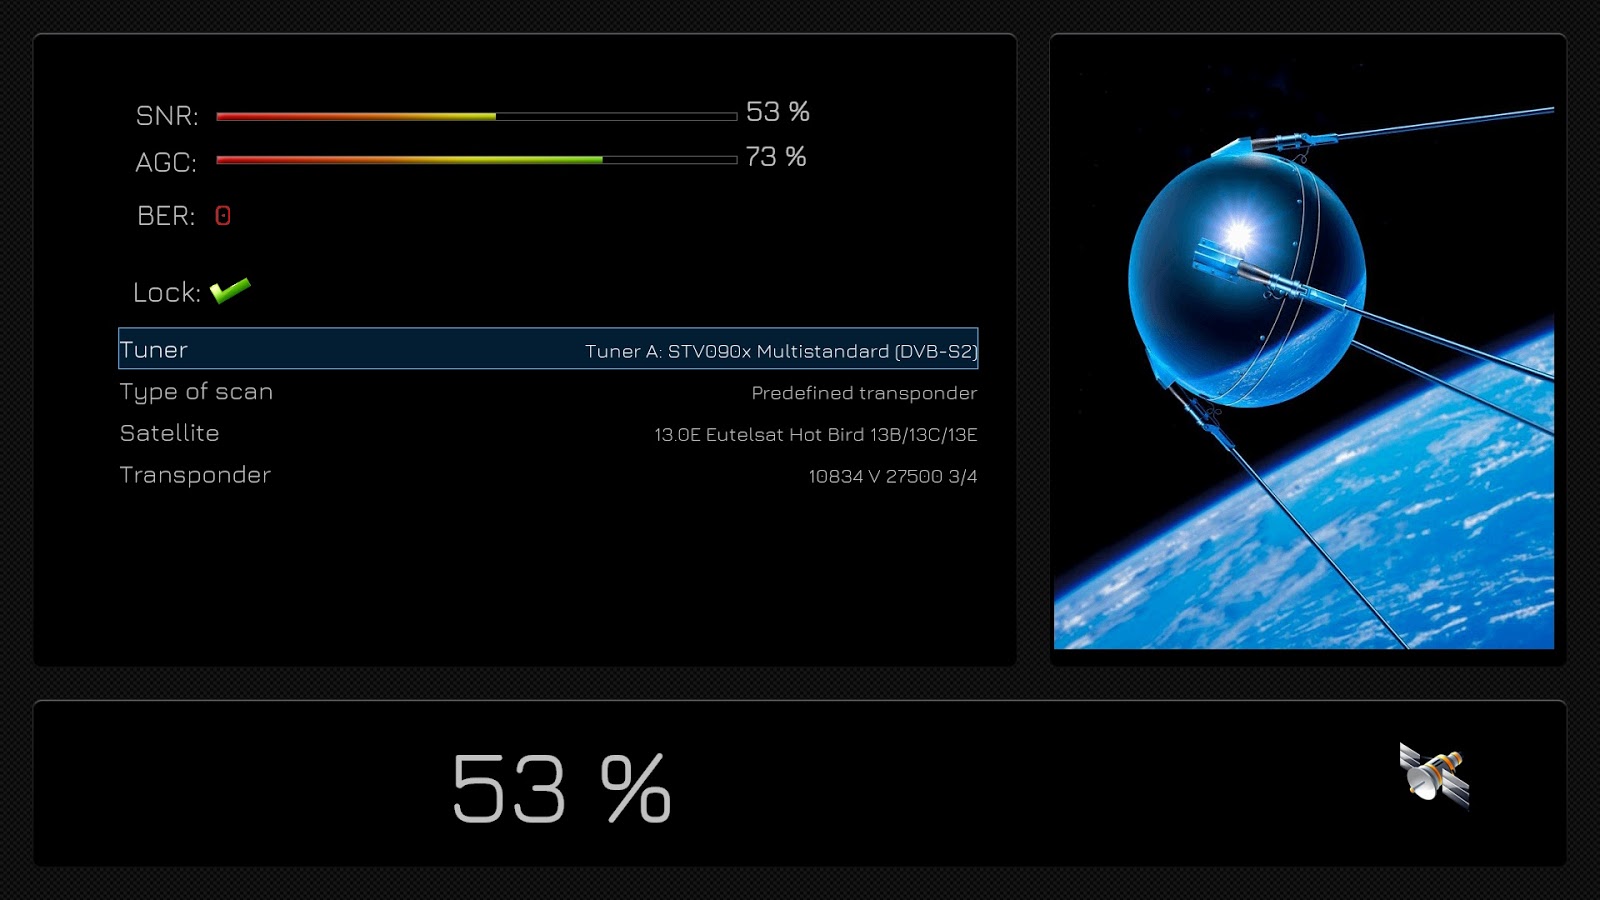 SNR: 53 %
AGC: 73 %
BER: 0
Lock:
Tuner Tuner A: STV090x Multistandard (DVB-S2)
Type of scan Predefined transponder
Satellite 13.0E Eutelsat Hot Bird 13B/13C/13E
Transponder 10834 V 27500 3/4
53 %